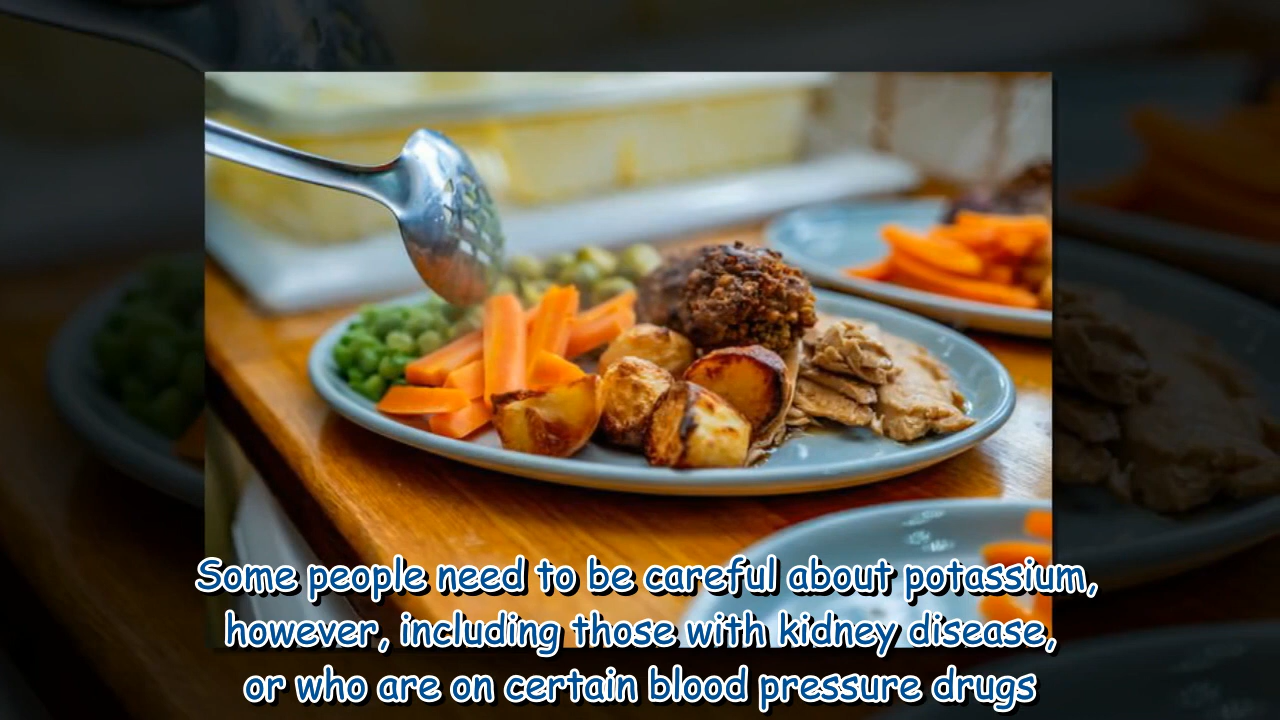 Some people need to be careful about potassium,
however, including those with kidney disease,
or who are on certain blood pressure drugs